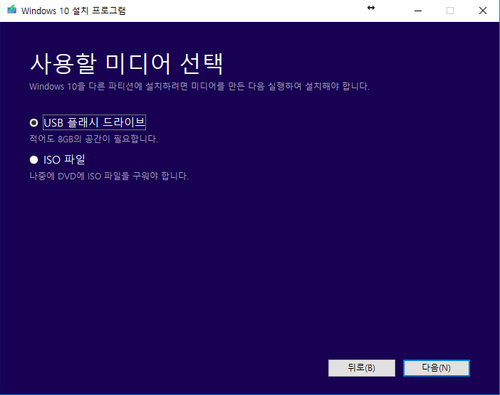 Windows 10 설치 프로그램
사용할 미디어 선택
Windows 10을 다른 파티션에 설치하려면 미디어를 만든 다음 실행하여 설치해야 합니다.
USB 플래시 드라이브
적어도 8GB의 공간이 필요합니다.
ISO 파일
나중에 DVD에 ISO 파일을 구워야 합니다.
뒤로(B)
다음(N)